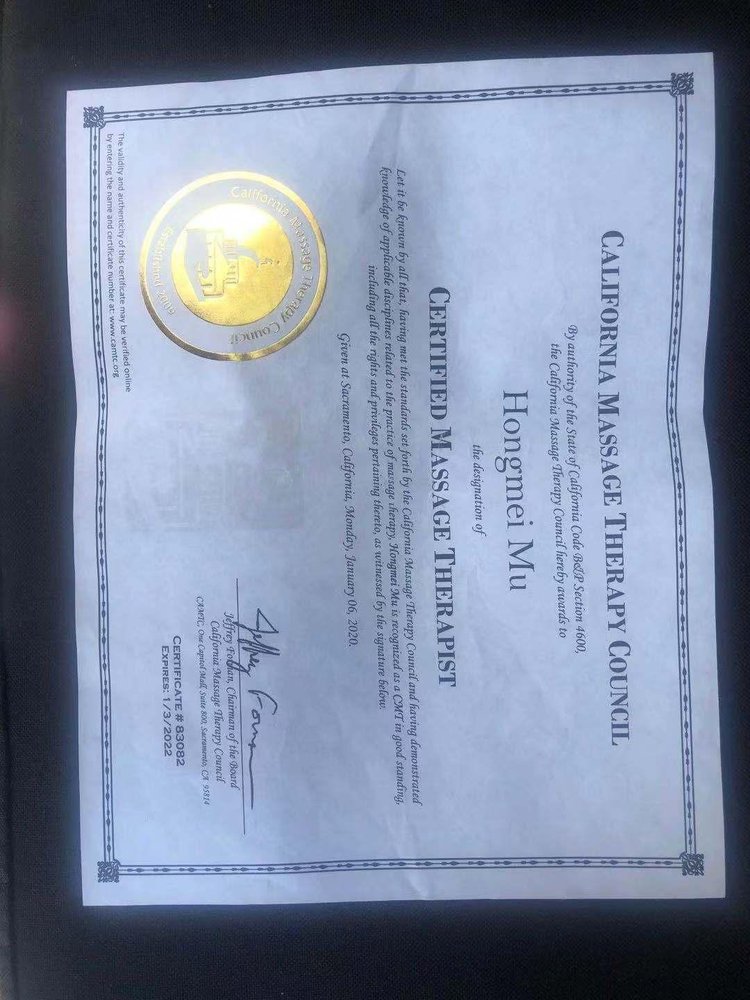 CALIFORNIA MASSAGE THERAPY COUNCIL
By authority of the State of California Code B&P Section 4600,
the California Massage Therapy Council hereby awards to
Hongmei Mu
the designation of
CERTIFIED MASSAGE THERAPIST
Let it be known by all that, having met the standards set forth by the California Massage Therapy Council and having demonstrated
knowledge of applicable disciplines related to the practice of massage therapy, Hongmei Mu is recognized as a CMT in good standing,
including all the rights and privileges pertaining thereto, as witnessed by the signature below.
Given at Sacramento, California, Monday, January 06, 2020.
California Massage Therapy Council
Established 2009
Jeffrey Forman, Chairman of the Board
California Massage Therapy Council
CAMTC, One Capitol Mall, Suite 800, Sacramento, CA 95814
CERTIFICATE # 83082
EXPIRES: 1/3/2022
The validity and authenticity of this certificate may be verified online
by entering the name and certificate number at: www.camtc.org